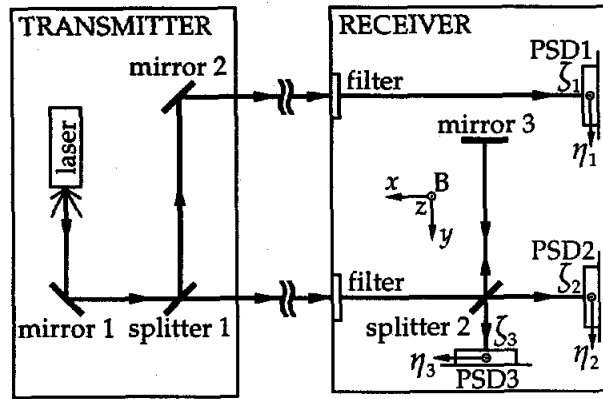 TRANSMITTER
mirror 2
laser
mirror 1
splitter 1
RECEIVER
filter
PSD1
ζ₁
η₁
mirror 3
x
B
z
y
filter
PSD2
ζ₂
η₂
splitter 2
ζ₃
η₃
PSD3